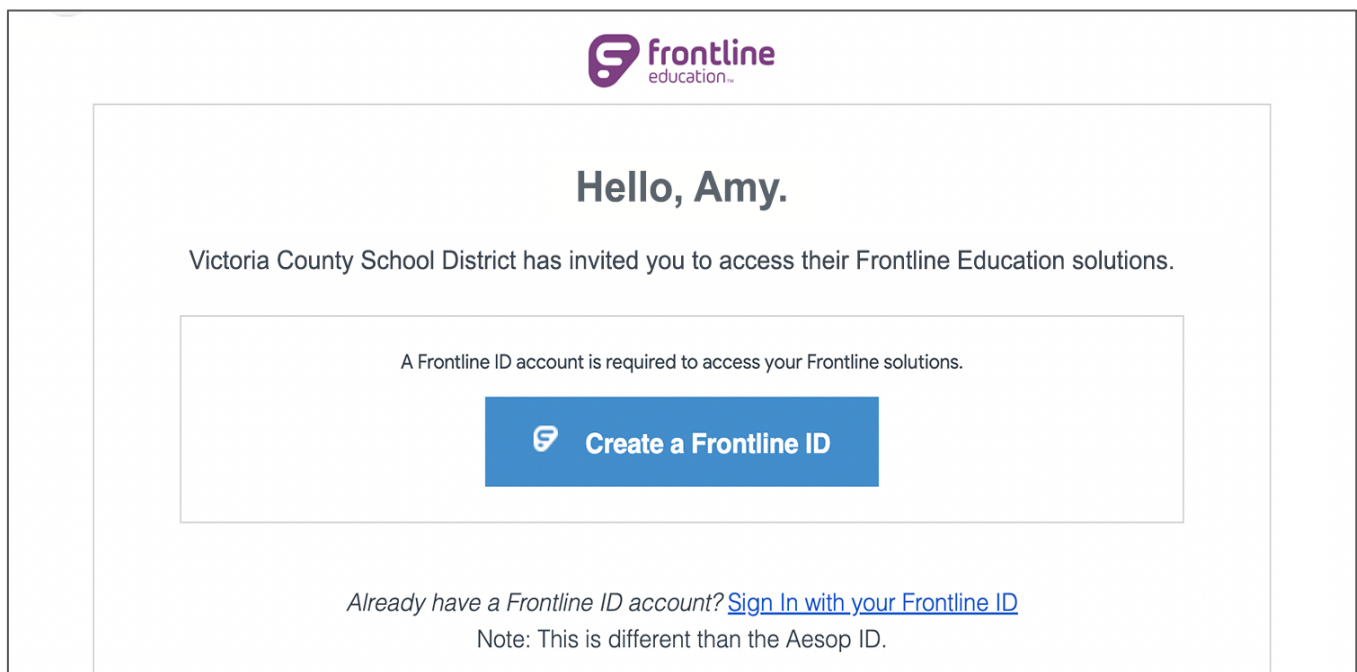 frontline
education™
Hello, Amy.
Victoria County School District has invited you to access their Frontline Education solutions.
A Frontline ID account is required to access your Frontline solutions.
Create a Frontline ID
Already have a Frontline ID account? Sign In with your Frontline ID
Note: This is different than the Aesop ID.